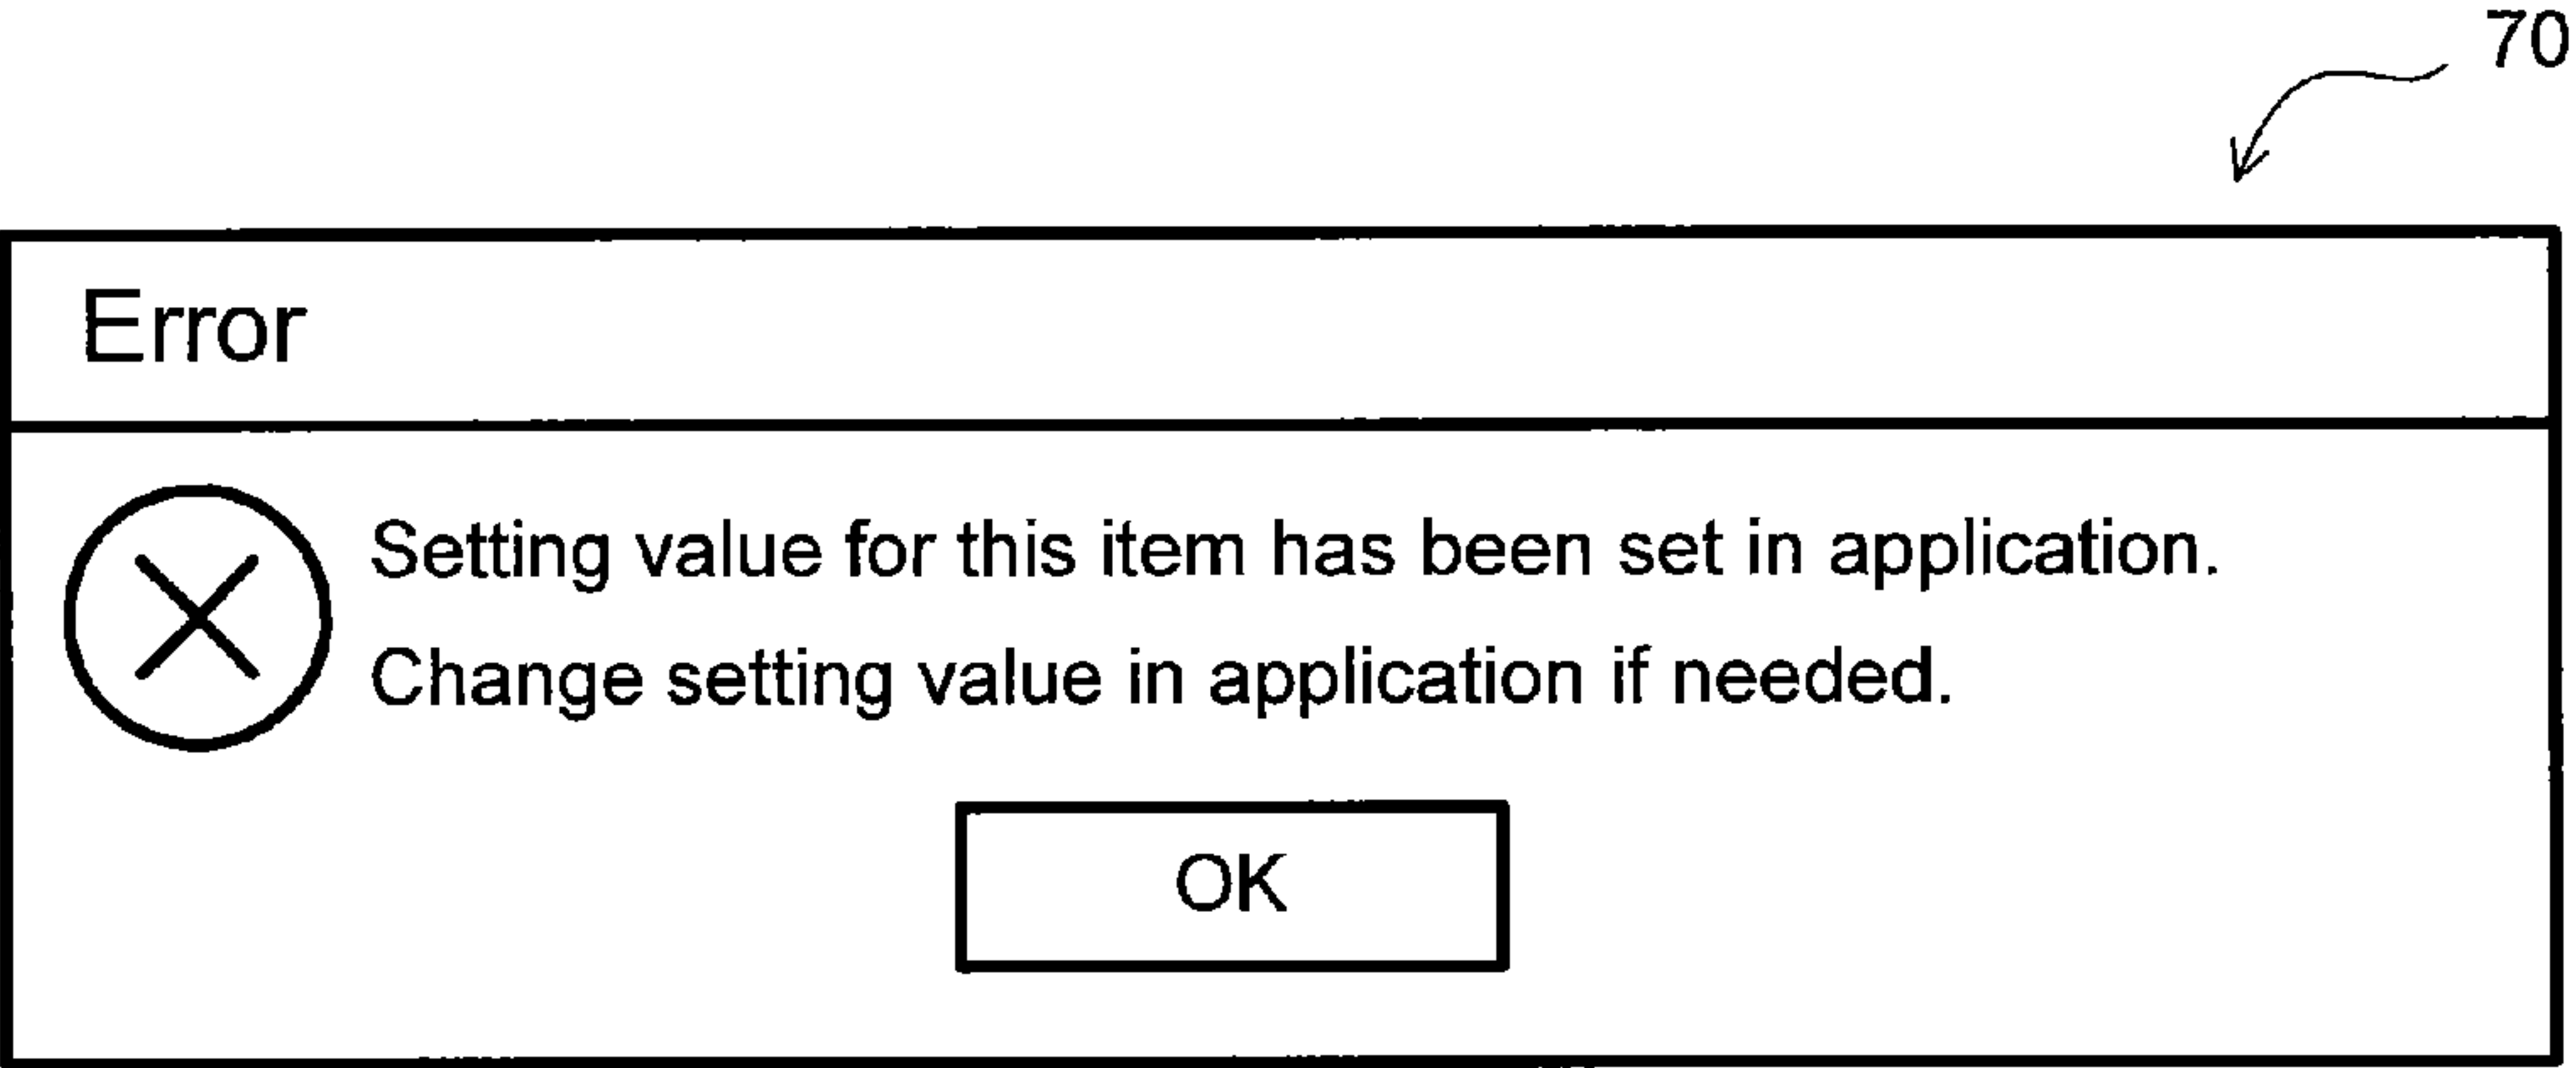 70
Error
Setting value for this item has been set in application.
Change setting value in application if needed.
OK